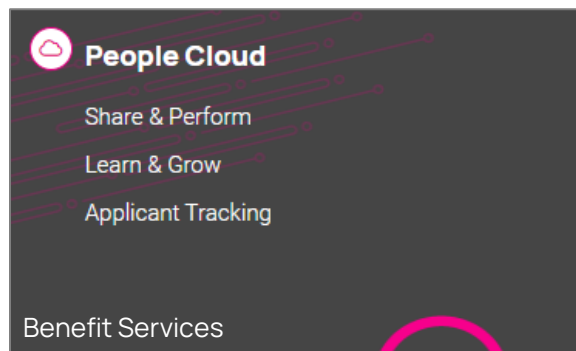 People Cloud
Share & Perform
Learn & Grow
Applicant Tracking
Benefit Services